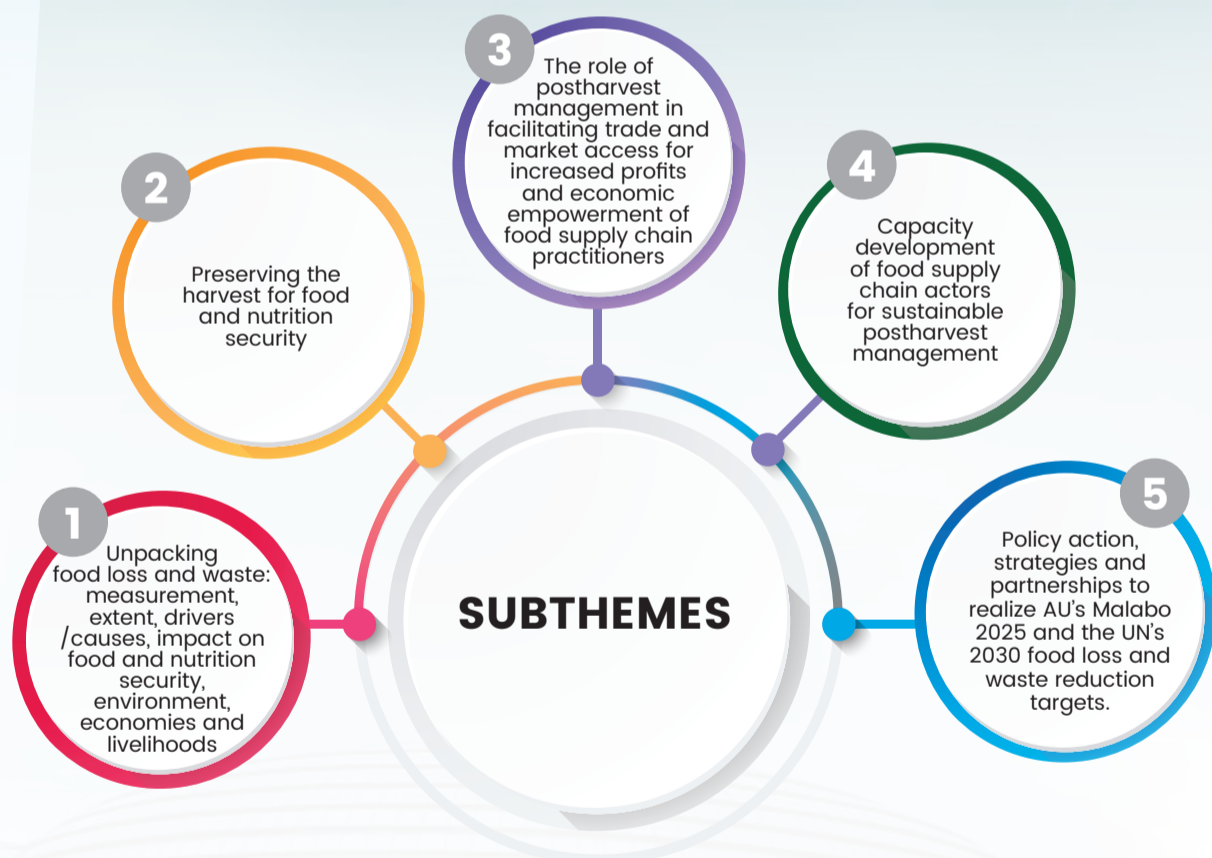 SUBTHEMES
1
Unpacking
food loss and waste:
measurement,
extent, drivers
/causes, impact on
food and nutrition
security,
environment,
economies and
livelihoods
2
Preserving the
harvest for food
and nutrition
security
3
The role of
postharvest
management in
facilitating trade and
market access for
increased profits
and economic
empowerment of
food supply chain
practitioners
4
Capacity
development
of food supply
chain actors
for sustainable
postharvest
management
5
Policy action,
strategies and
partnerships to
realize AU's Malabo
2025 and the UN's
2030 food loss and
waste reduction
targets.